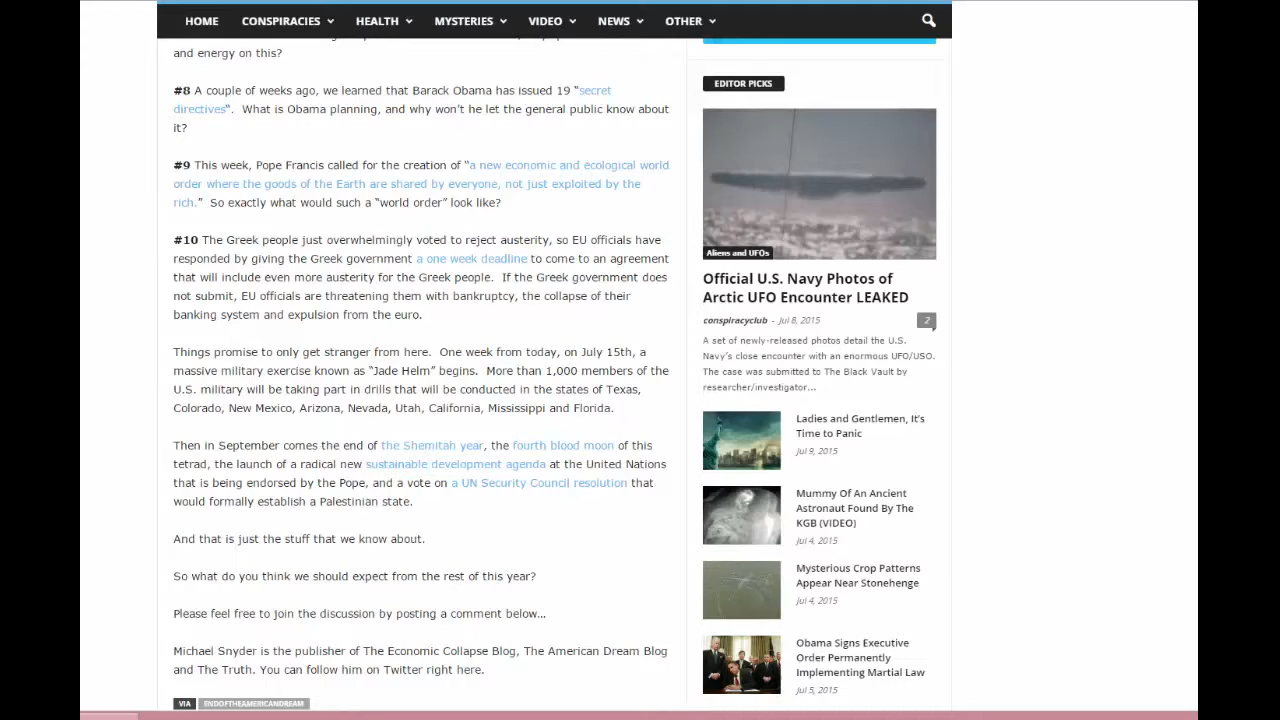 HOME CONSPIRACIES HEALTH MYSTERIES VIDEO NEWS OTHER
and energy on this?
#8 A couple of weeks ago, we learned that Barack Obama has issued 19 “secret
directives“.  What is Obama planning, and why won’t he let the general public know about
it?
#9 This week, Pope Francis called for the creation of “a new economic and ecological world
order where the goods of the Earth are shared by everyone, not just exploited by the
rich.”  So exactly what would such a “world order” look like?
#10 The Greek people just overwhelmingly voted to reject austerity, so EU officials have
responded by giving the Greek government a one week deadline to come to an agreement
that will include even more austerity for the Greek people.  If the Greek government does
not submit, EU officials are threatening them with bankruptcy, the collapse of their
banking system and expulsion from the euro.
Things promise to only get stranger from here.  One week from today, on July 15th, a
massive military exercise known as “Jade Helm” begins.  More than 1,000 members of the
U.S. military will be taking part in drills that will be conducted in the states of Texas,
Colorado, New Mexico, Arizona, Nevada, Utah, California, Mississippi and Florida.
Then in September comes the end of the Shemitah year, the fourth blood moon of this
tetrad, the launch of a radical new sustainable development agenda at the United Nations
that is being endorsed by the Pope, and a vote on a UN Security Council resolution that
would formally establish a Palestinian state.
And that is just the stuff that we know about.
So what do you think we should expect from the rest of this year?
Please feel free to join the discussion by posting a comment below…
Michael Snyder is the publisher of The Economic Collapse Blog, The American Dream Blog
and The Truth. You can follow him on Twitter right here.
VIA ENDOFTHEAMERICANDREAM
EDITOR PICKS
Aliens and UFOs
Official U.S. Navy Photos of
Arctic UFO Encounter LEAKED
conspiracyclub - Jul 8, 2015 2
A set of newly-released photos detail the U.S.
Navy’s close encounter with an enormous UFO/USO.
The case was submitted to The Black Vault by
researcher/investigator...
Ladies and Gentlemen, It’s
Time to Panic
Jul 9, 2015
Mummy Of An Ancient
Astronaut Found By The
KGB (VIDEO)
Jul 4, 2015
Mysterious Crop Patterns
Appear Near Stonehenge
Jul 4, 2015
Obama Signs Executive
Order Permanently
Implementing Martial Law
Jul 5, 2015